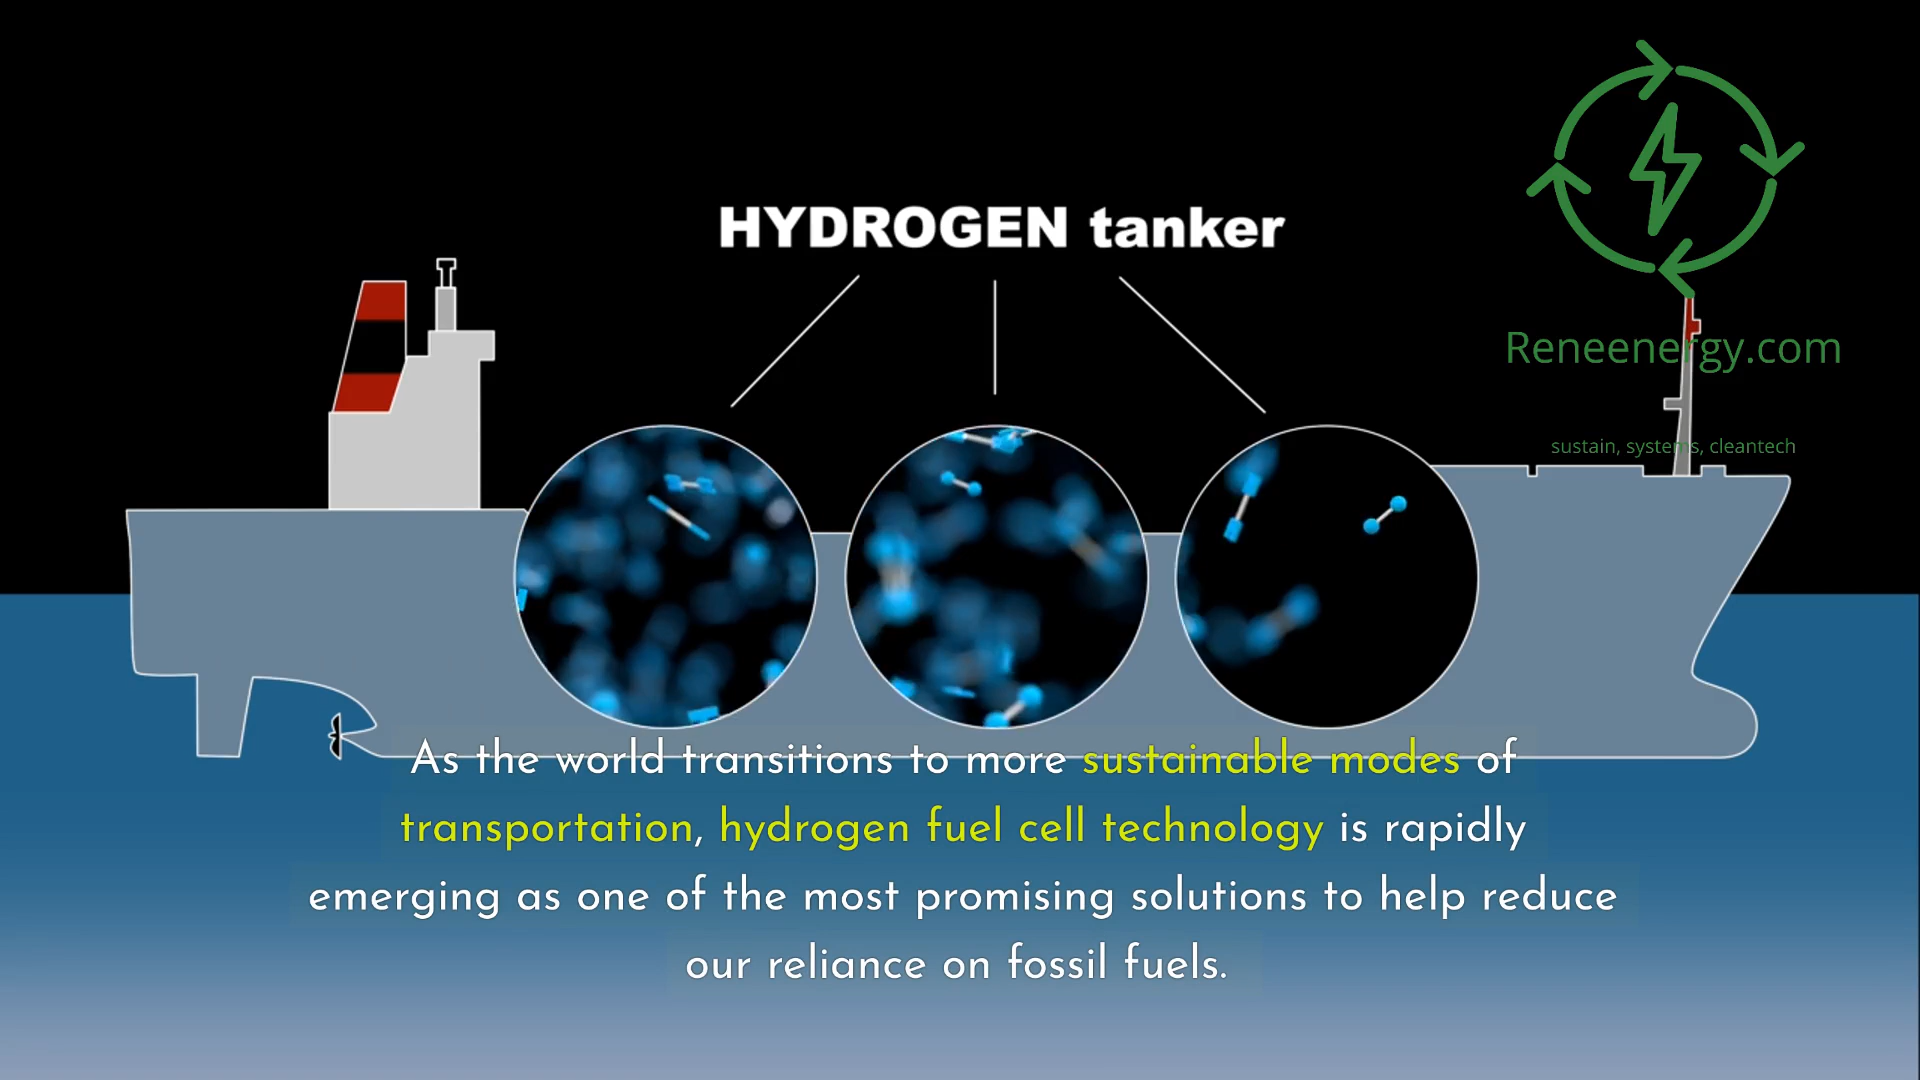 HYDROGEN tanker
Reneenergy.com
sustain, systems, cleantech
As the world transitions to more sustainable modes of
transportation, hydrogen fuel cell technology is rapidly
emerging as one of the most promising solutions to help reduce
our reliance on fossil fuels.